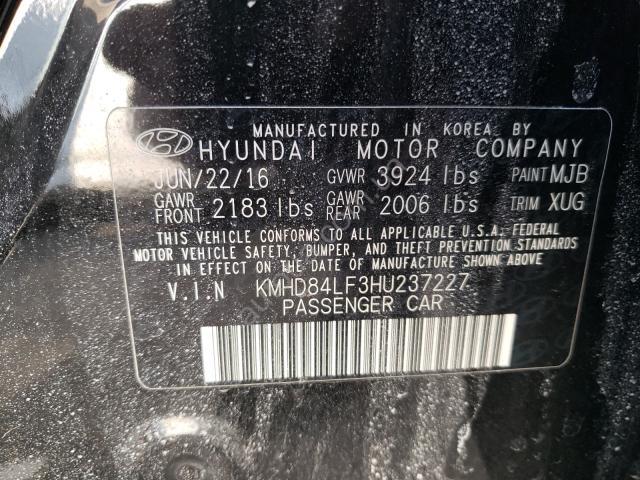 MANUFACTURED IN KOREA BY
HYUNDAI MOTOR COMPANY
JUN/22/16 GVWR 3924 lbs PAINT MJB
GAWR FRONT 2183 lbs GAWR REAR 2006 lbs TRIM XUG
THIS VEHICLE CONFORMS TO ALL APPLICABLE U.S.A. FEDERAL
MOTOR VEHICLE SAFETY, BUMPER, AND THEFT PREVENTION STANDARDS
IN EFFECT ON THE DATE OF MANUFACTURE SHOWN ABOVE
V.I.N KMHD84LF3HU237227
PASSENGER CAR